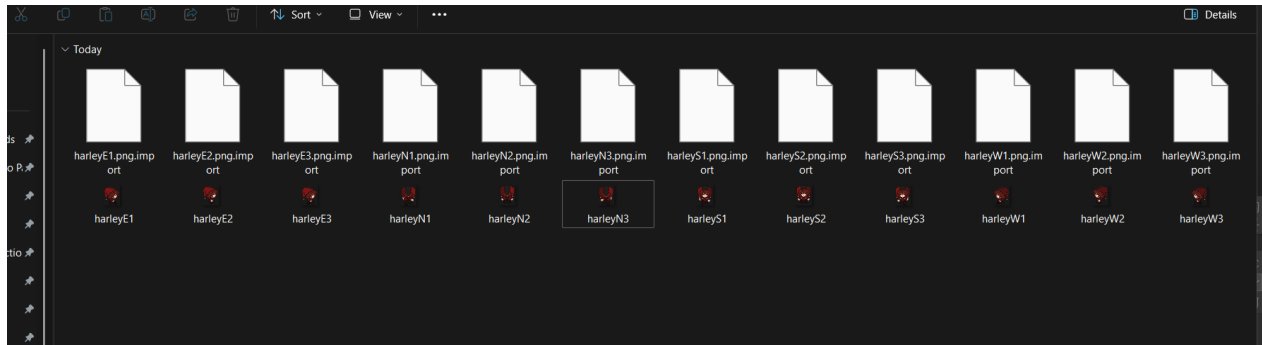 Sort
View
Details
Today
ds
o P.
ctio
harleyE1.png.imp
ort
harleyE2.png.imp
ort
harleyE3.png.imp
ort
harleyN1.png.im
port
harleyN2.png.im
port
harleyN3.png.im
port
harleyS1.png.imp
ort
harleyS2.png.imp
ort
harleyS3.png.imp
ort
harleyW1.png.im
port
harleyW2.png.im
port
harleyW3.png.im
port
harleyE1
harleyE2
harleyE3
harleyN1
harleyN2
harleyN3
harleyS1
harleyS2
harleyS3
harleyW1
harleyW2
harleyW3